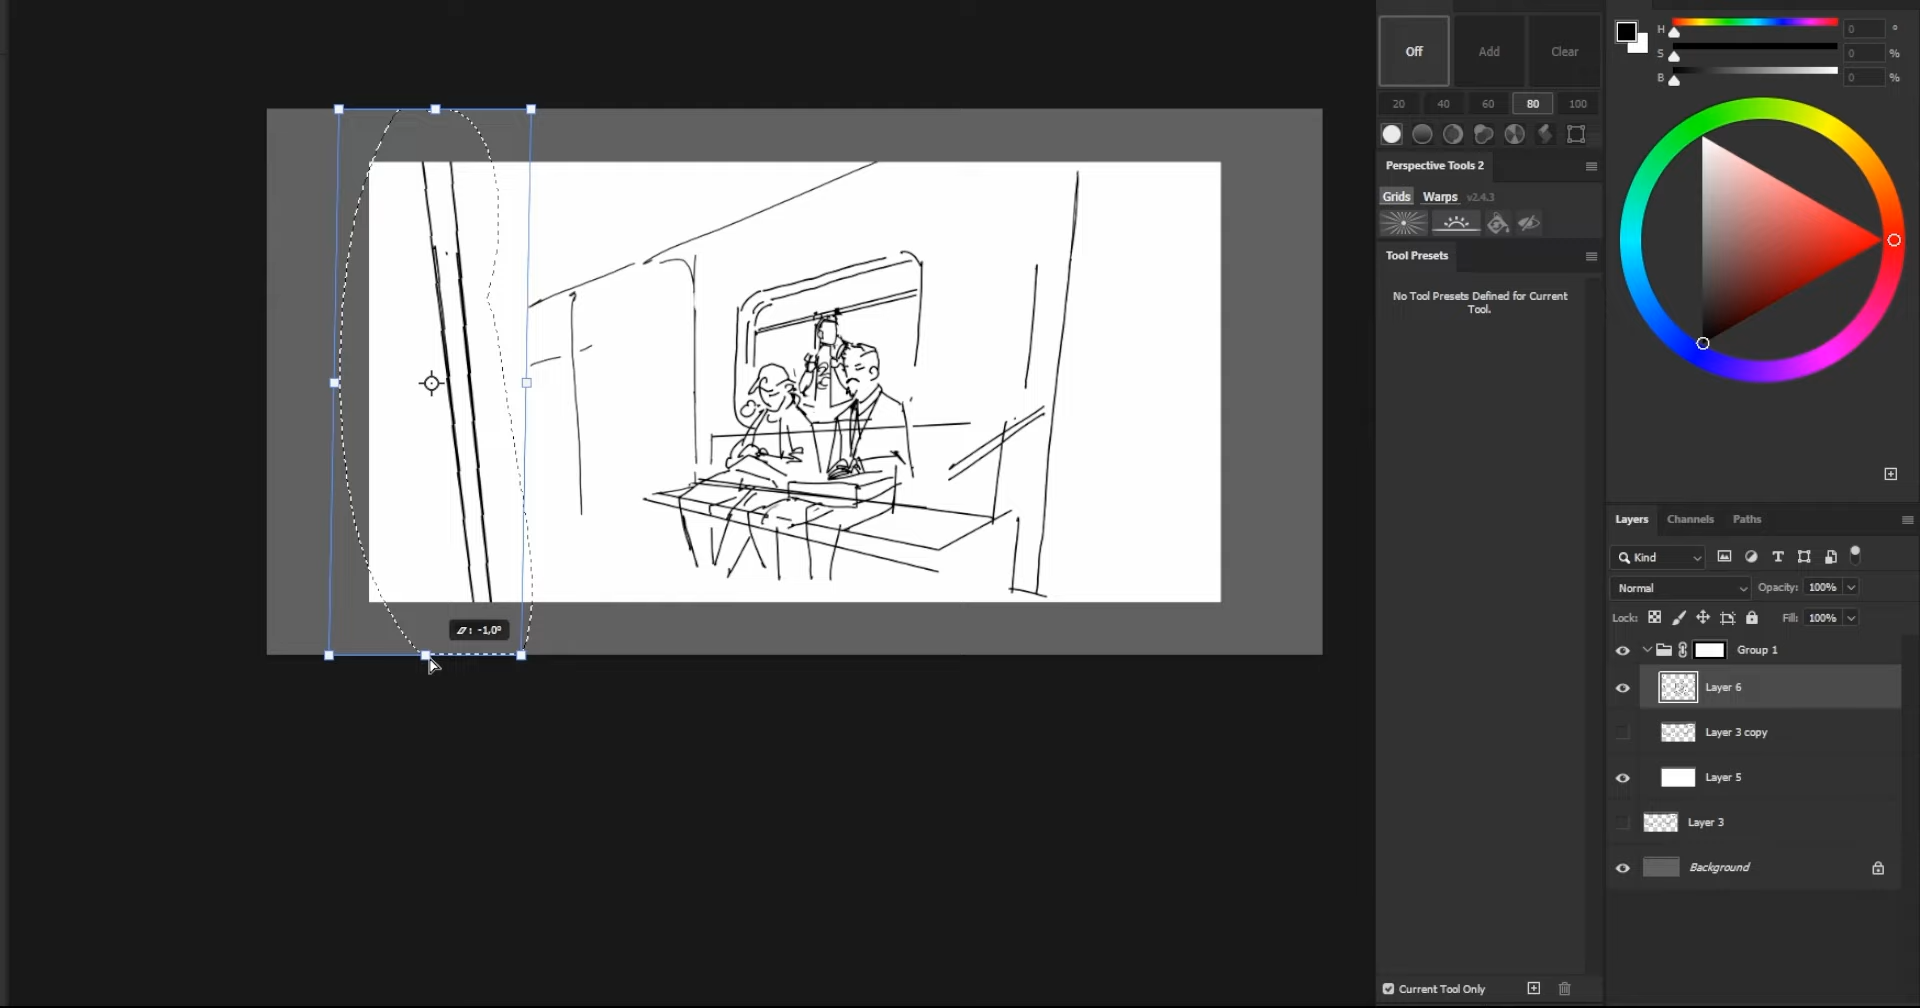 Off Add Clear
20 40 60 80 100
Perspective Tools 2
Grids Warps v2.4.3
Tool Presets
No Tool Presets Defined for Current
Tool.
Current Tool Only
H 0 °
S 0 %
B 0 %
Layers Channels Paths
Kind
Normal Opacity: 100%
Lock: Fill: 100%
Group 1
Layer 6
Layer 3 copy
Layer 5
Layer 3
Background
: -1,0°